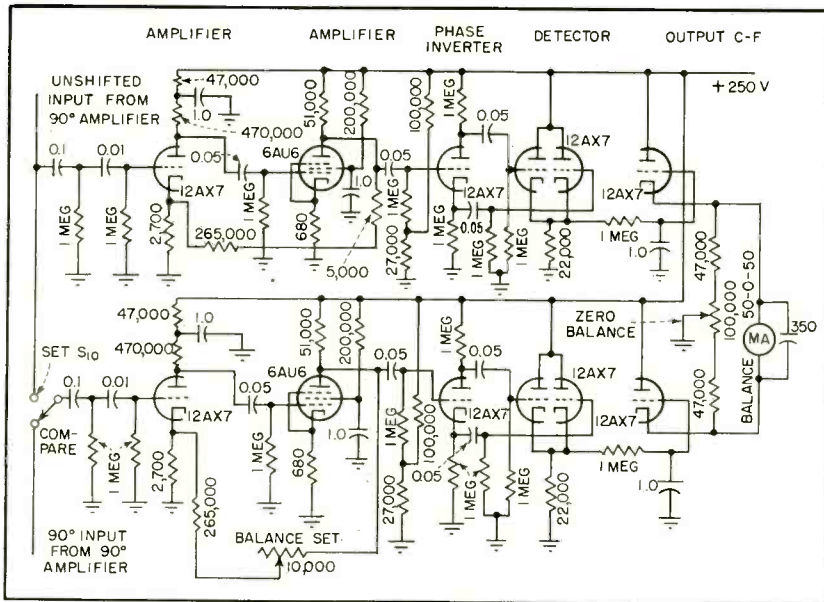 AMPLIFIER
AMPLIFIER
PHASE
INVERTER
DETECTOR
OUTPUT C-F
47,000
UNSHIFTED
INPUT FROM
90° AMPLIFIER
1.0
470,000
51,000
200,000
100,000
1 MEG
0.05
+ 250 V
0.1
0.01
0.05
6AU6
0.05
12AX7
12AX7
1.0
12AX7
12AX7
1 MEG
1 MEG
2,700
1 MEG
680
1 MEG
1 MEG
0.05
1 MEG
1 MEG
22,000
1 MEG
1.0
265,000
5,000
27,000
47,000
100,000
50-0-50
ZERO
BALANCE
MA
350
BALANCE
47,000
47,000
1.0
470,000
51,000
200,000
1 MEG
0.05
SET S10
0.1
0.01
0.05
6AU6
0.05
12AX7
12AX7
12AX7
12AX7
COM-
PARE
1 MEG
2,700
1 MEG
680
1.0
1 MEG
100,000
0.05
1 MEG
1 MEG
22,000
1 MEG
1.0
265,000
27,000
BALANCE SET
10,000
90° INPUT
FROM 90°
AMPLIFIER